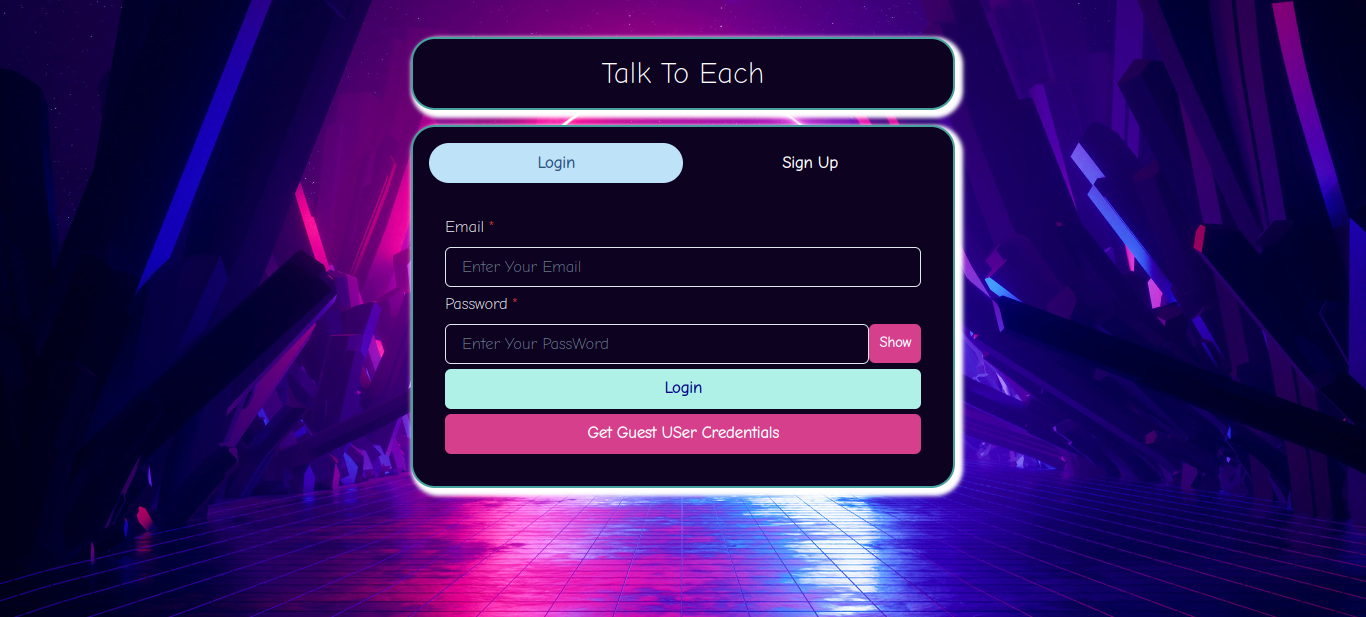 Talk To Each
Login
Sign Up
Email *
Enter Your Email
Password *
Enter Your PassWord
Show
Login
Get Guest USer Credentials